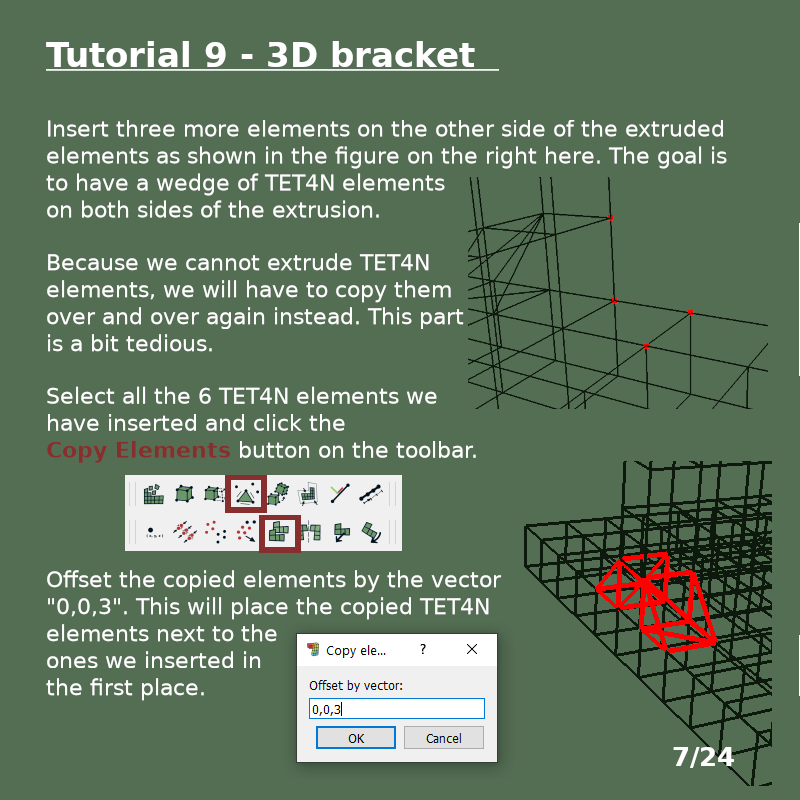 Tutorial 9 - 3D bracket
Insert three more elements on the other side of the extruded
elements as shown in the figure on the right here. The goal is
to have a wedge of TET4N elements
on both sides of the extrusion.
Because we cannot extrude TET4N
elements, we will have to copy them
over and over again instead. This part
is a bit tedious.
Select all the 6 TET4N elements we
have inserted and click the
Copy Elements button on the toolbar.
(x,y,z)
Offset the copied elements by the vector
"0,0,3". This will place the copied TET4N
elements next to the
ones we inserted in
the first place.
Copy ele... ?
Offset by vector:
0,0,3
OK Cancel
7/24